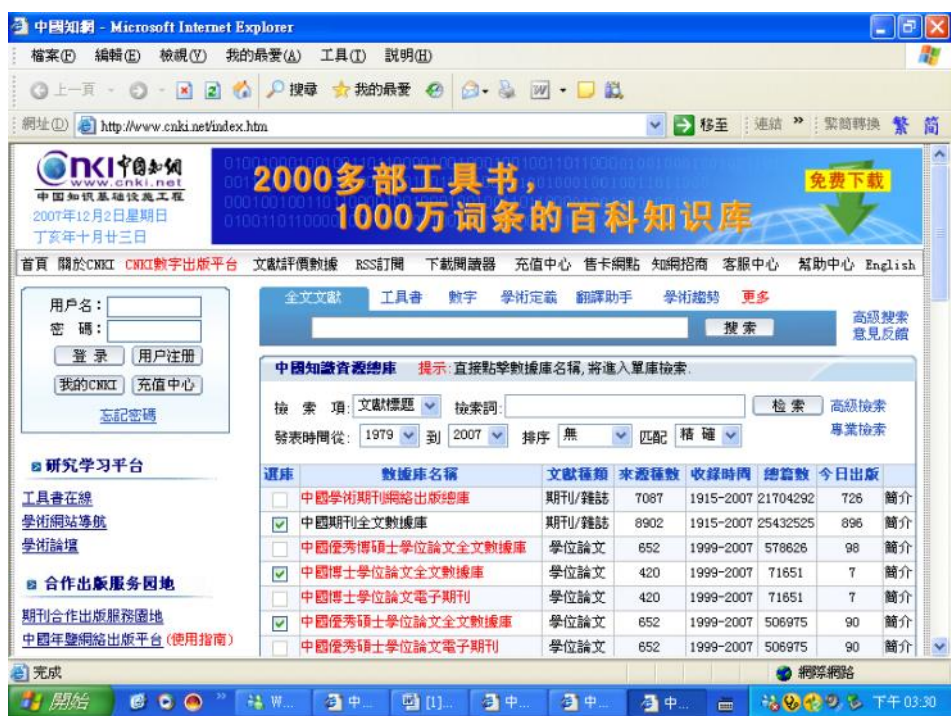 中國知網 - Microsoft Internet Explorer
檔案(F) 編輯(E) 檢視(V) 我的最愛(A) 工具(T) 説明(H)
上一頁 搜尋 我的最愛
網址(D) http://www.cnki.net/index.htm 移至 連結 » 繁簡轉換 繁 简
CNKI中国知网
www.cnki.net
中国知识基础设施工程
2007年12月2日星期日
丁亥年十月廿三日
2000多部工具书，
1000万词条的百科知识库
免费下载
首頁 關於CNKI CNKI數字出版平台 文獻評價數據 RSS訂閱 下載閱讀器 充值中心 售卡網點 知網招商 客服中心 幫助中心 English
用戶名：
密 碼：
登 录 用户注册
我的CNKI 充值中心
忘記密碼
全文文獻 工具書 數字 學術定義 翻譯助手 學術趨勢 更多
搜 索
高級搜索
意見反饋
中國知識資源總庫 提示:直接點擊數據庫名稱,將進入單庫檢索.
檢 索 項: 文獻標題 檢索詞: 检 索 高級檢索
發表時間從: 1979 到 2007 排序 無 匹配 精 確 專業檢索
選庫 數據庫名稱 文獻種類 來源種數 收錄時間 總篇數 今日出版
中國學術期刊網絡出版總庫 期刊/雜誌 7087 1915-2007 21704292 726 簡介
中國期刊全文數據庫 期刊/雜誌 8902 1915-2007 25432525 896 簡介
中國優秀博碩士學位論文全文數據庫 學位論文 652 1999-2007 578626 98 簡介
中國博士學位論文全文數據庫 學位論文 420 1999-2007 71651 7 簡介
中國博士學位論文電子期刊 學位論文 420 1999-2007 71651 7 簡介
中國優秀碩士學位論文全文數據庫 學位論文 652 1999-2007 506975 90 簡介
中國優秀碩士學位論文電子期刊 學位論文 652 1999-2007 506975 90 簡介
研究学习平台
工具書在線
學術網站導航
學術論壇
合作出版服务园地
期刊合作出版服務園地
中國年鑒網絡出版平台 (使用指南)
完成 網際網路
開始 » W... 中... [1]... 中... 中... 中... 下午 03:30